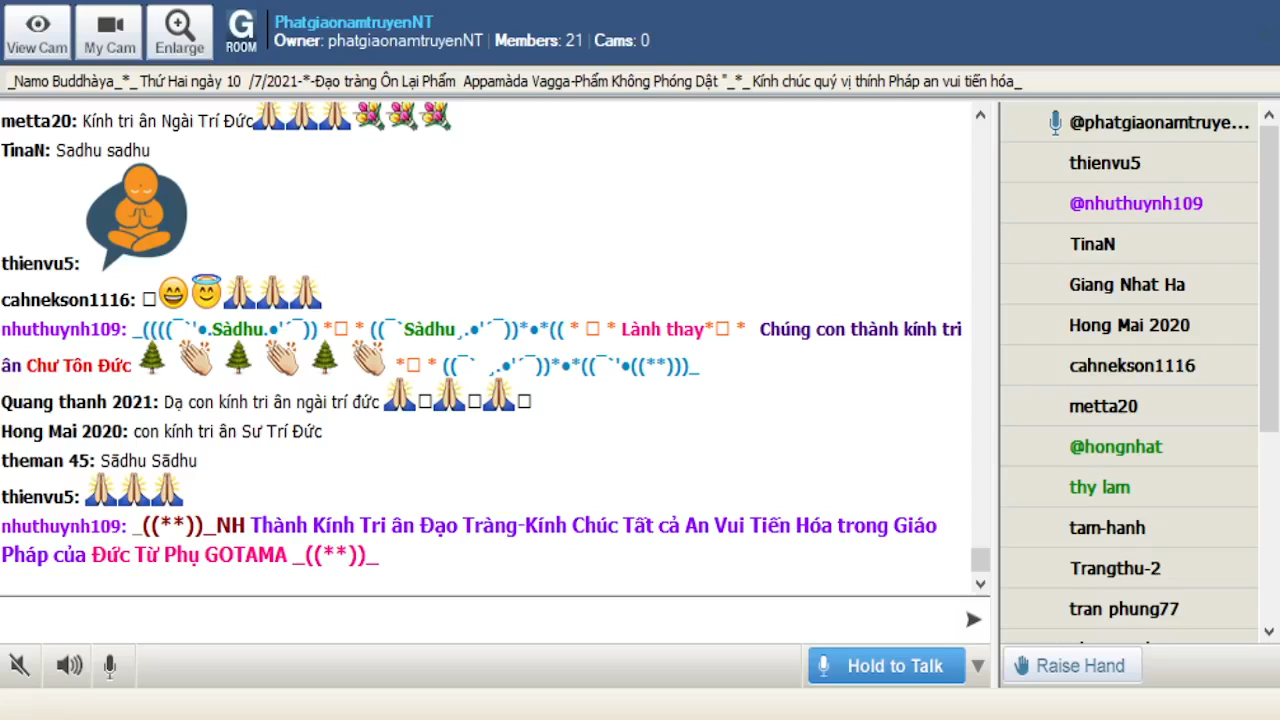 View Cam
My Cam
Enlarge
G
ROOM
PhatgiaonamtruyenNT
Owner: phatgiaonamtruyenNT | Members: 21 | Cams: 0
_Namo Buddhàya_*_Thứ Hai ngày 10 /7/2021-*-Đạo tràng Ôn Lại Phẩm Appamàda Vagga-Phẩm Không Phóng Dật "_*_Kính chúc quý vị thính Pháp an vui tiến hóa_
metta20: Kính tri ân Ngài Trí Đức🙏🙏🙏💐💐💐
TinaN: Sadhu sadhu
thienvu5:
cahnekson1116: □😄😇🙏🙏🙏
nhuthuynh109: _((((¯`'●.Sàdhu.●'´¯)) *□ * ((¯`Sàdhu¸.●'´¯))*●*(( * □ * Lành thay*□ * Chúng con thành kính tri
ân Chư Tôn Đức 🌲 👏 🌲 👏 🌲 👏 *□ * ((¯` ¸.●'´¯))*●*((¯`'●((**)))_
Quang thanh 2021: Dạ con kính tri ân ngài trí đức 🙏□🙏□🙏□
Hong Mai 2020: con kính tri ân Sư Trí Đức
theman 45: Sādhu Sādhu
thienvu5: 🙏🙏🙏
nhuthuynh109: _((**))_NH Thành Kính Tri ân Đạo Tràng-Kính Chúc Tất cả An Vui Tiến Hóa trong Giáo
Pháp của Đức Từ Phụ GOTAMA _((**))_
Hold to Talk
@phatgiaonamtruye...
thienvu5
@nhuthuynh109
TinaN
Giang Nhat Ha
Hong Mai 2020
cahnekson1116
metta20
@hongnhat
thy lam
tam-hanh
Trangthu-2
tran phung77
Raise Hand